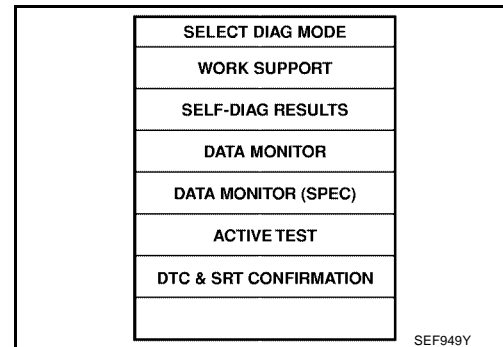 SELECT DIAG MODE
WORK SUPPORT
SELF-DIAG RESULTS
DATA MONITOR
DATA MONITOR (SPEC)
ACTIVE TEST
DTC & SRT CONFIRMATION
SEF949Y